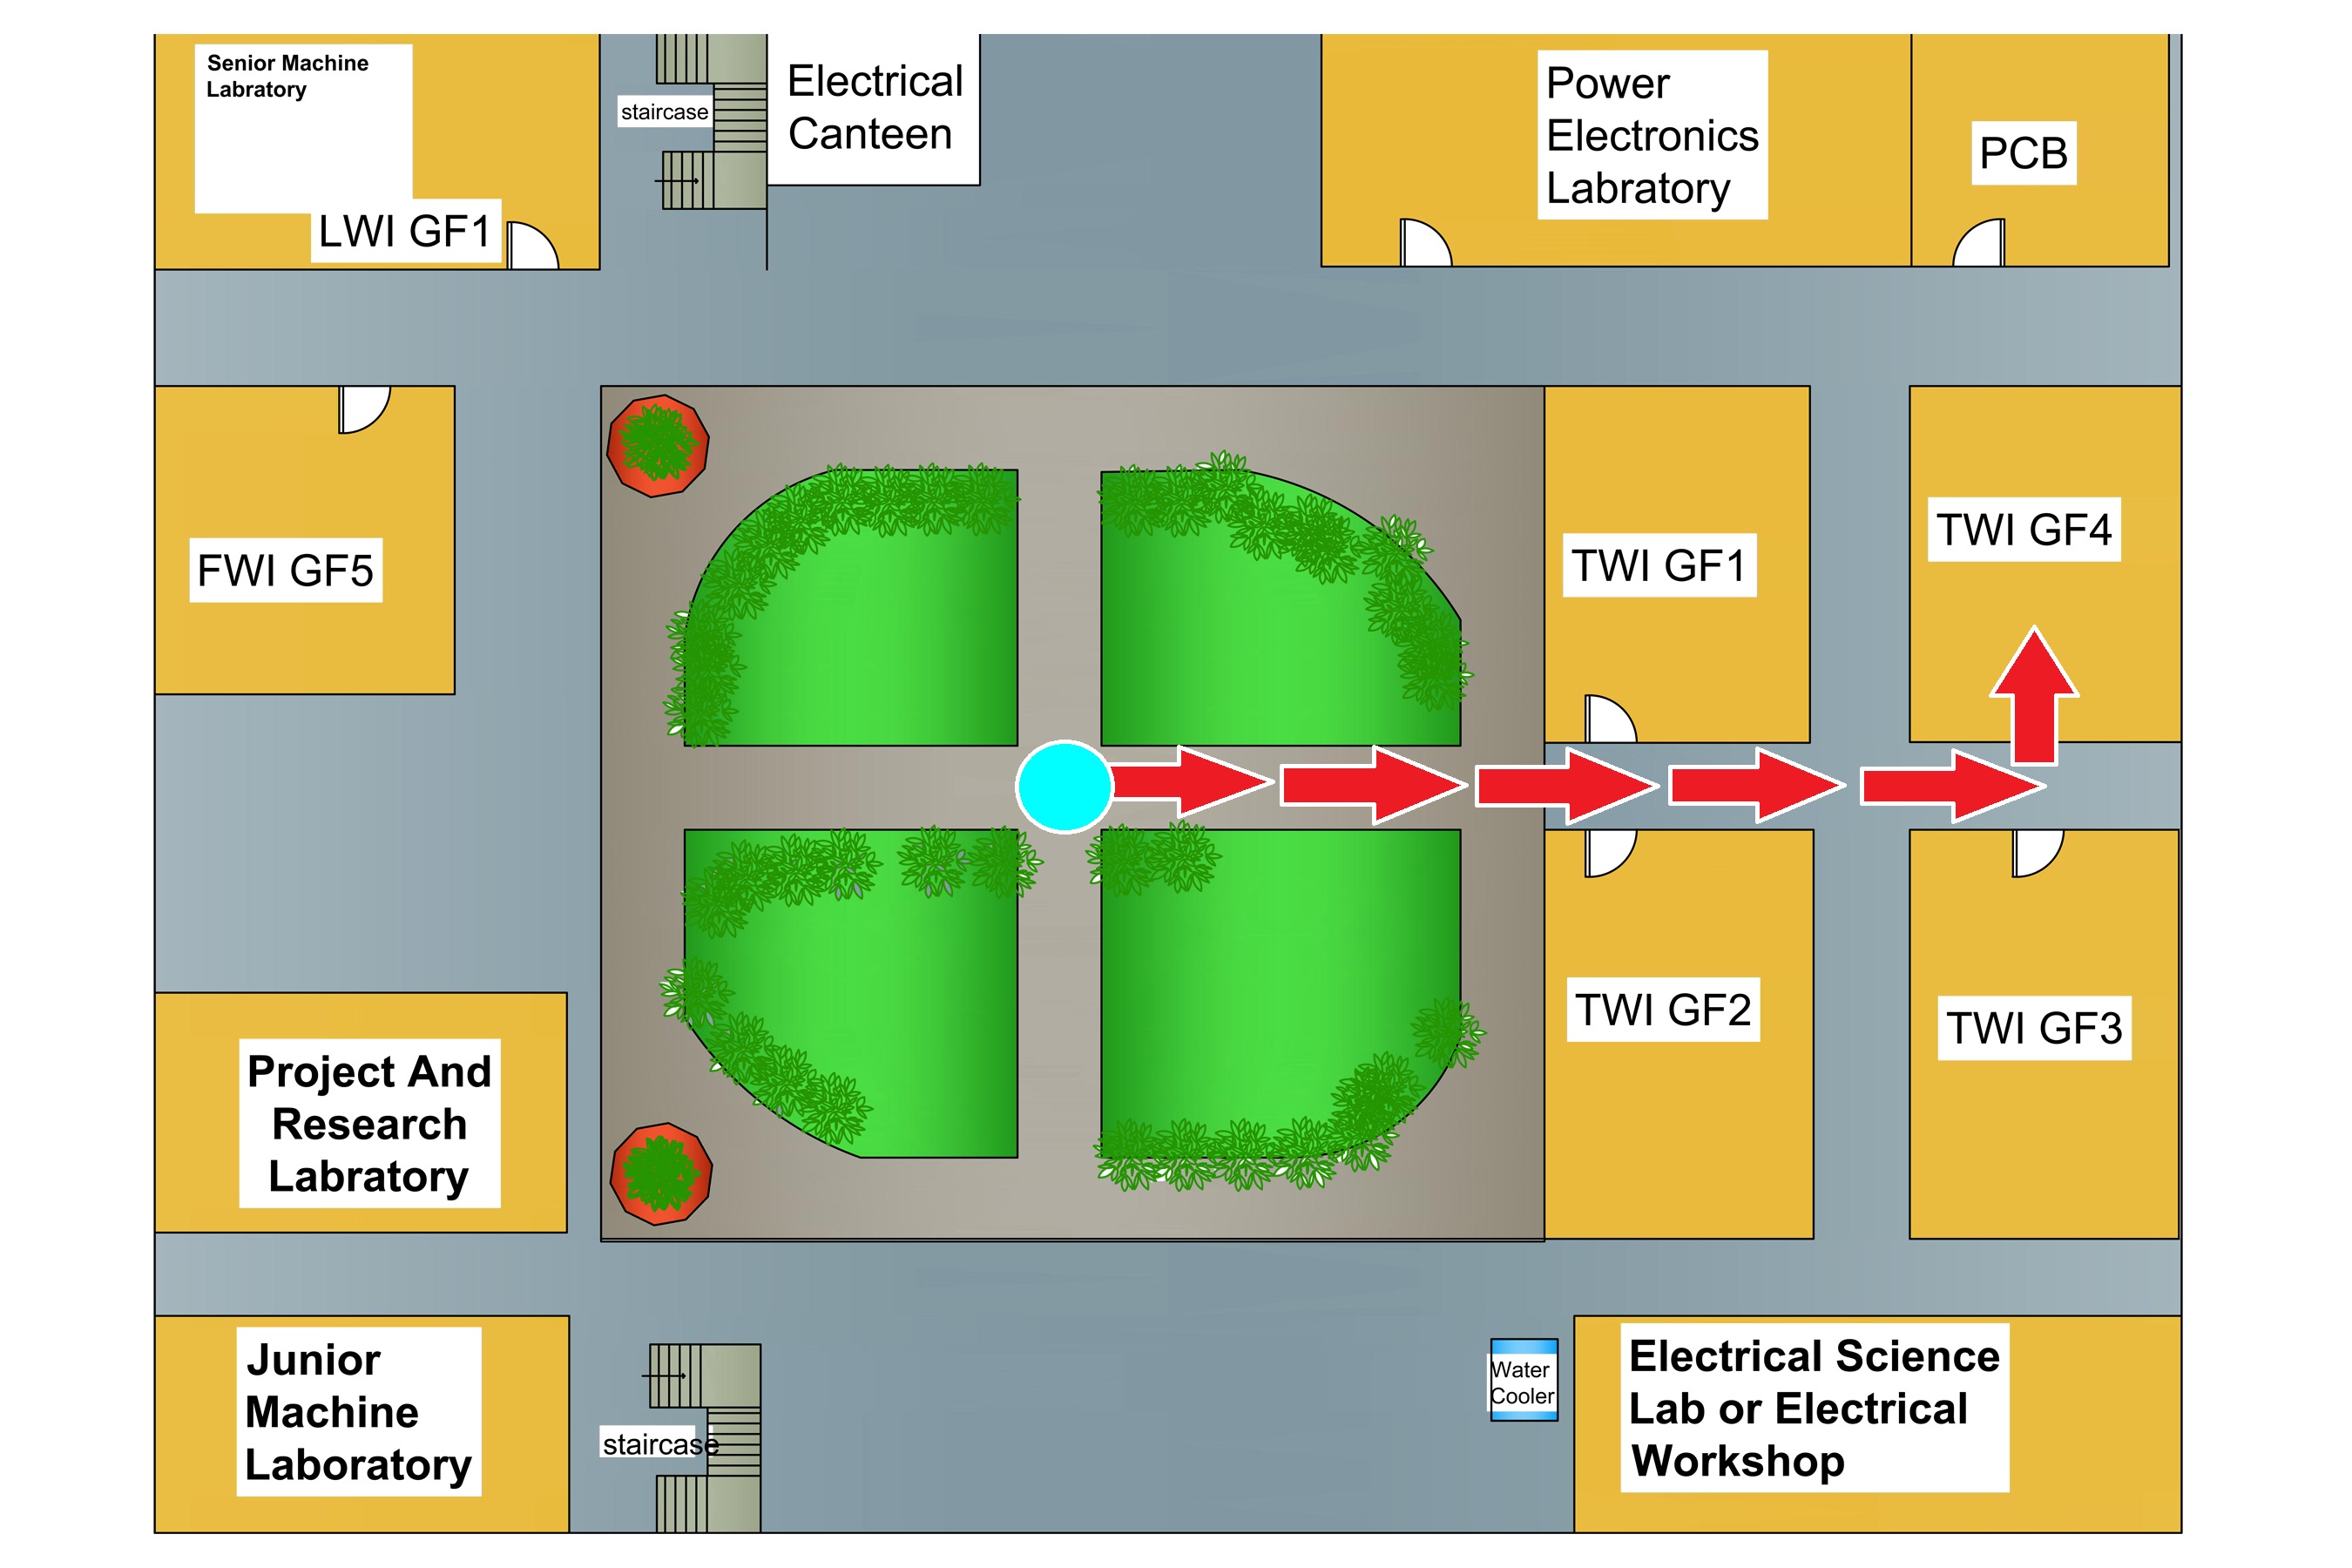 Senior Machine
Labratory
LWI GF1
staircase
Electrical
Canteen
Power
Electronics
Labratory
PCB
FWI GF5
TWI GF1
TWI GF4
Project And
Research
Labratory
TWI GF2
TWI GF3
Junior
Machine
Laboratory
staircase
Water
Cooler
Electrical Science
Lab or Electrical
Workshop